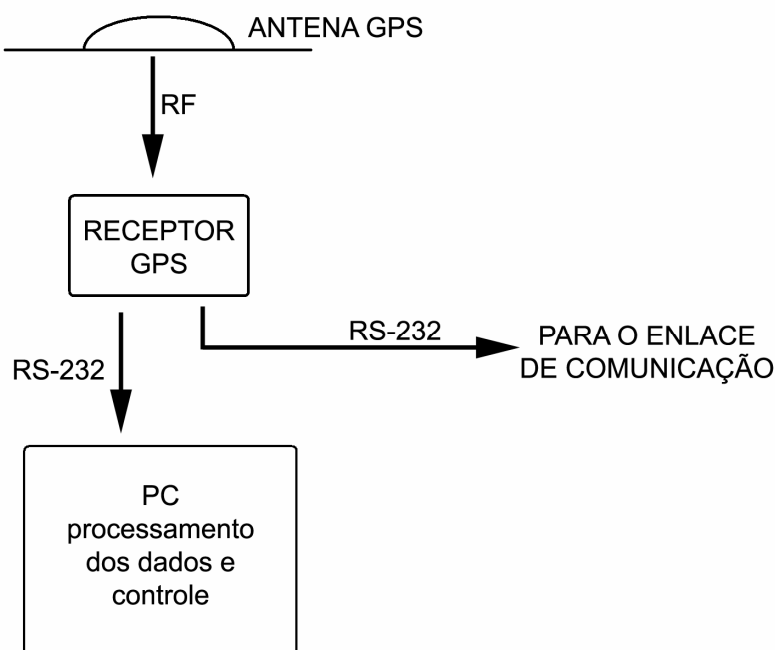 ANTENA GPS
RF
RECEPTOR
GPS
RS-232
PARA O ENLACE
DE COMUNICAÇÃO
RS-232
PC
processamento
dos dados e
controle